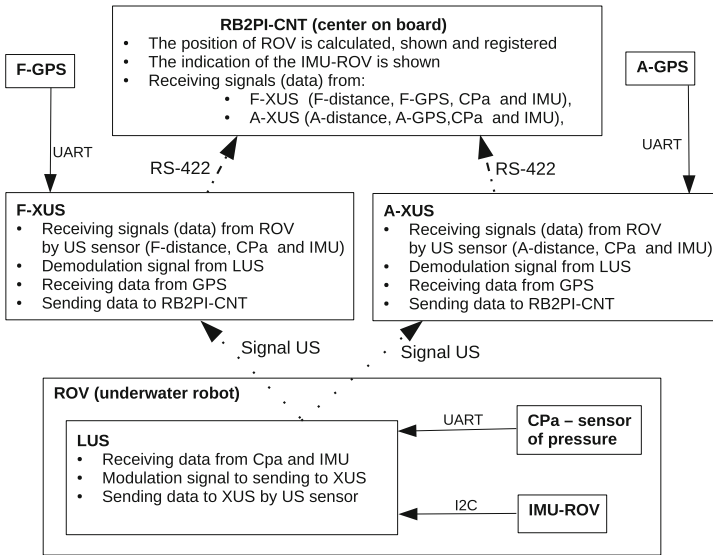 RB2PI-CNT (center on board)
• The position of ROV is calculated, shown and registered
• The indication of the IMU-ROV is shown
• Receiving signals (data) from:
• F-XUS (F-distance, F-GPS, CPa and IMU),
• A-XUS (A-distance, A-GPS,CPa and IMU),
F-GPS
A-GPS
UART
UART
RS-422
RS-422
F-XUS
• Receiving signals (data) from ROV
by US sensor (F-distance, CPa and IMU)
• Demodulation signal from LUS
• Receiving data from GPS
• Sending data to RB2PI-CNT
A-XUS
• Receiving signals (data) from ROV
by US sensor (A-distance, CPa and IMU)
• Demodulation signal from LUS
• Receiving data from GPS
• Sending data to RB2PI-CNT
Signal US
Signal US
ROV (underwater robot)
LUS
• Receiving data from Cpa and IMU
• Modulation signal to sending to XUS
• Sending data to XUS by US sensor
UART
CPa – sensor
of pressure
I2C
IMU-ROV